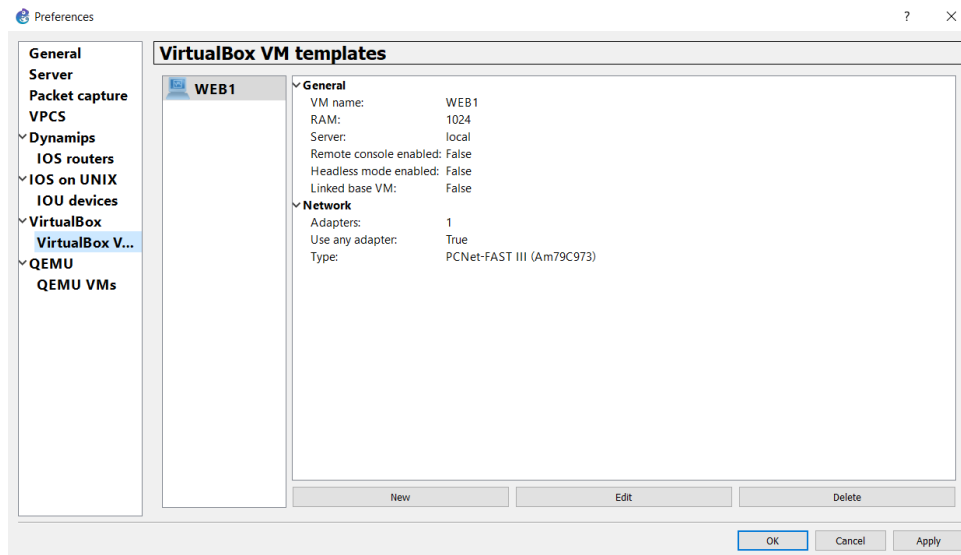 Preferences
?
General
Server
Packet capture
VPCS
Dynamips
IOS routers
IOS on UNIX
IOU devices
VirtualBox
VirtualBox V...
QEMU
QEMU VMs
VirtualBox VM templates
WEB1
General
VM name: WEB1
RAM: 1024
Server: local
Remote console enabled: False
Headless mode enabled: False
Linked base VM: False
Network
Adapters: 1
Use any adapter: True
Type: PCNet-FAST III (Am79C973)
New Edit Delete
OK Cancel Apply